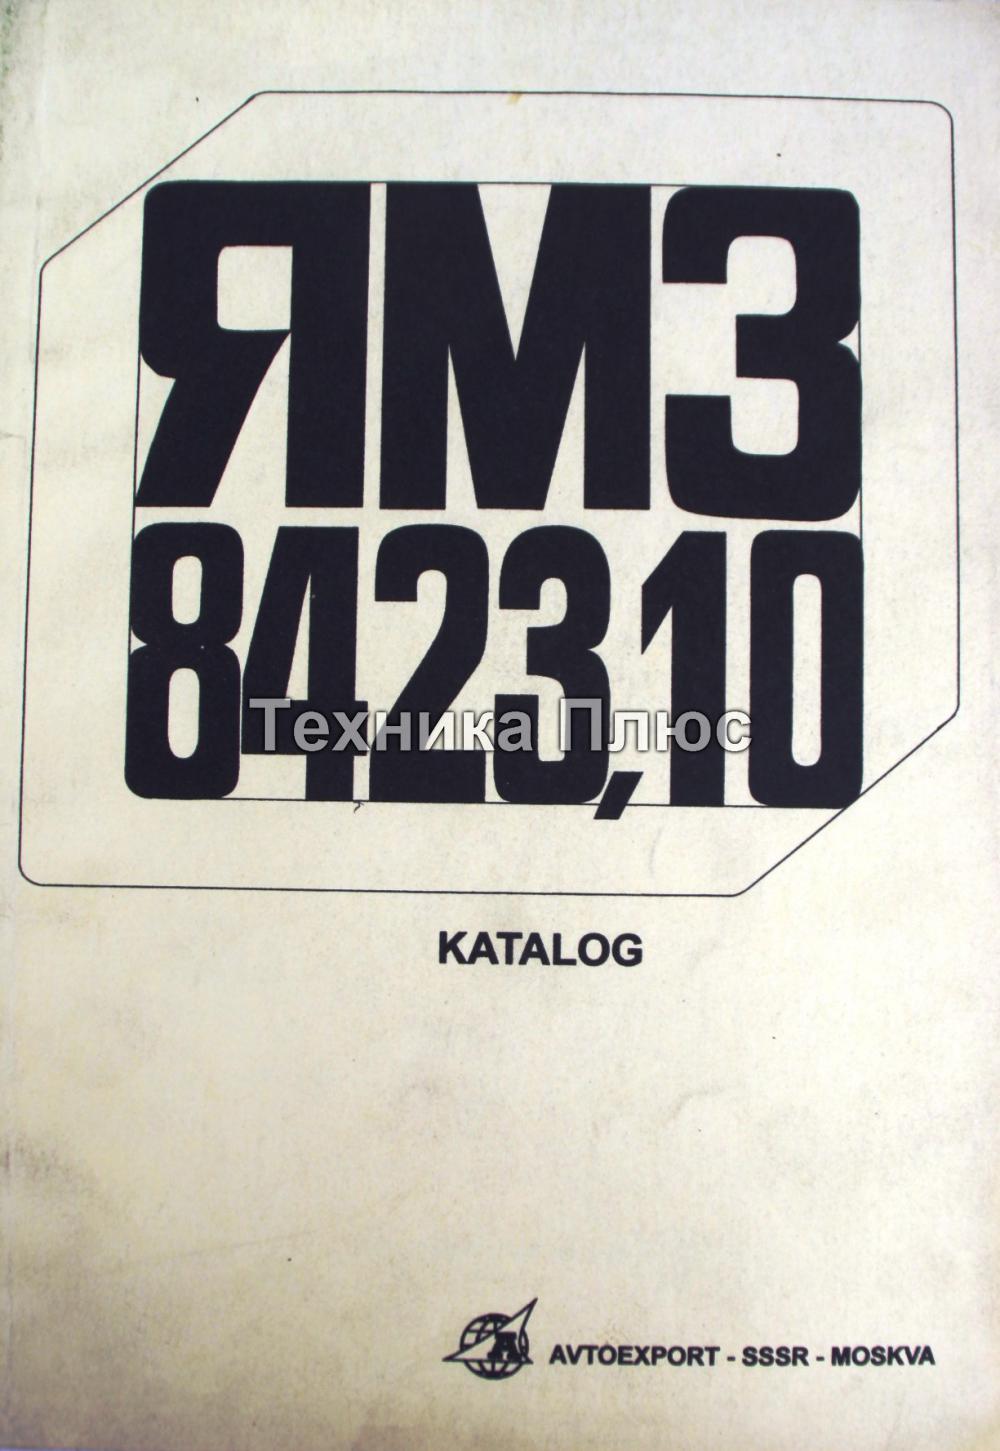 ЯМЗ
8423,10
Техника Плюс
KATALOG
A
AVTOEXPORT - SSSR - MOSKVA